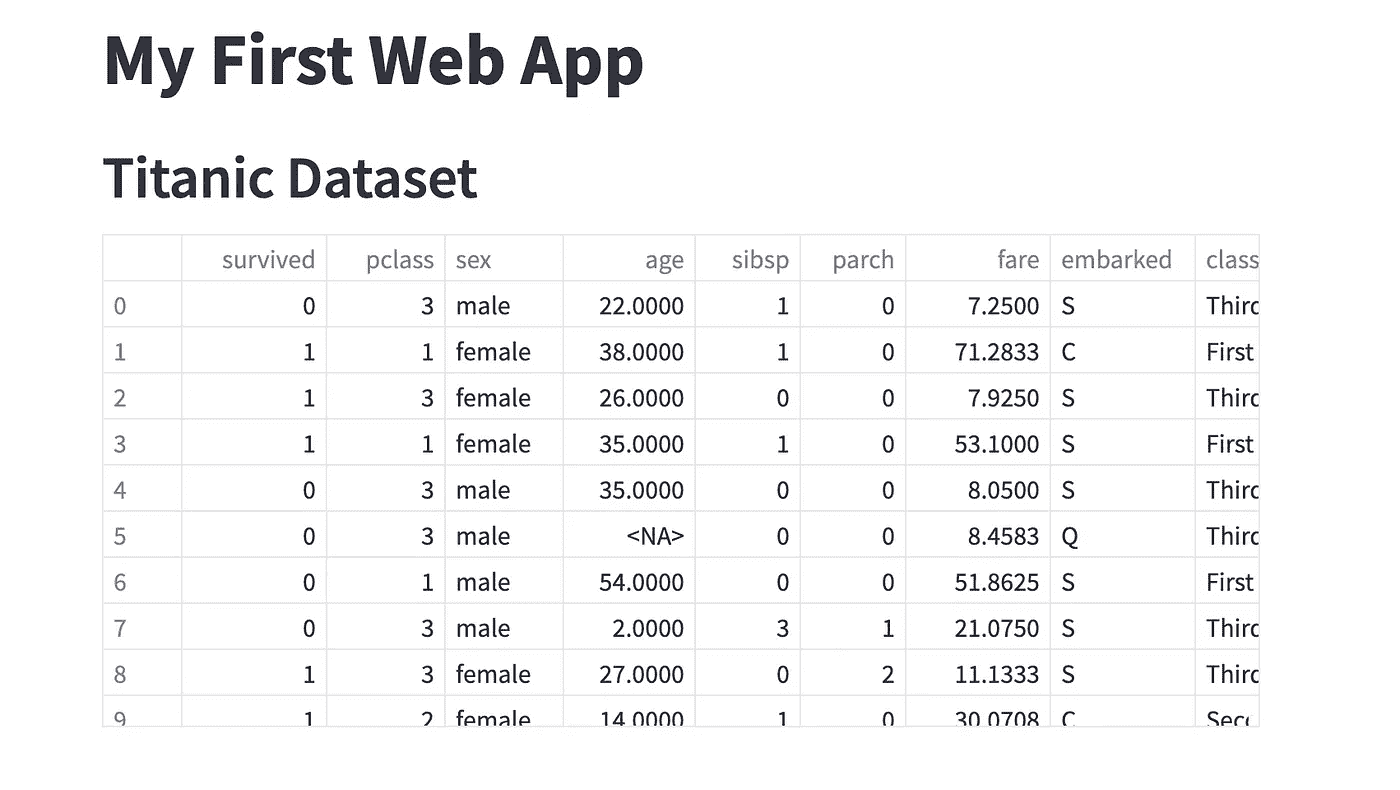 My First Web App
Titanic Dataset
survived pclass sex age sibsp parch fare embarked class
0 0 3 male 22.0000 1 0 7.2500 S Third
1 1 1 female 38.0000 1 0 71.2833 C First
2 1 3 female 26.0000 0 0 7.9250 S Third
3 1 1 female 35.0000 1 0 53.1000 S First
4 0 3 male 35.0000 0 0 8.0500 S Third
5 0 3 male <NA> 0 0 8.4583 Q Third
6 0 1 male 54.0000 0 0 51.8625 S First
7 0 3 male 2.0000 3 1 21.0750 S Third
8 1 3 female 27.0000 0 2 11.1333 S Third
9 1 2 female 14.0000 1 0 30.0708 C Sec